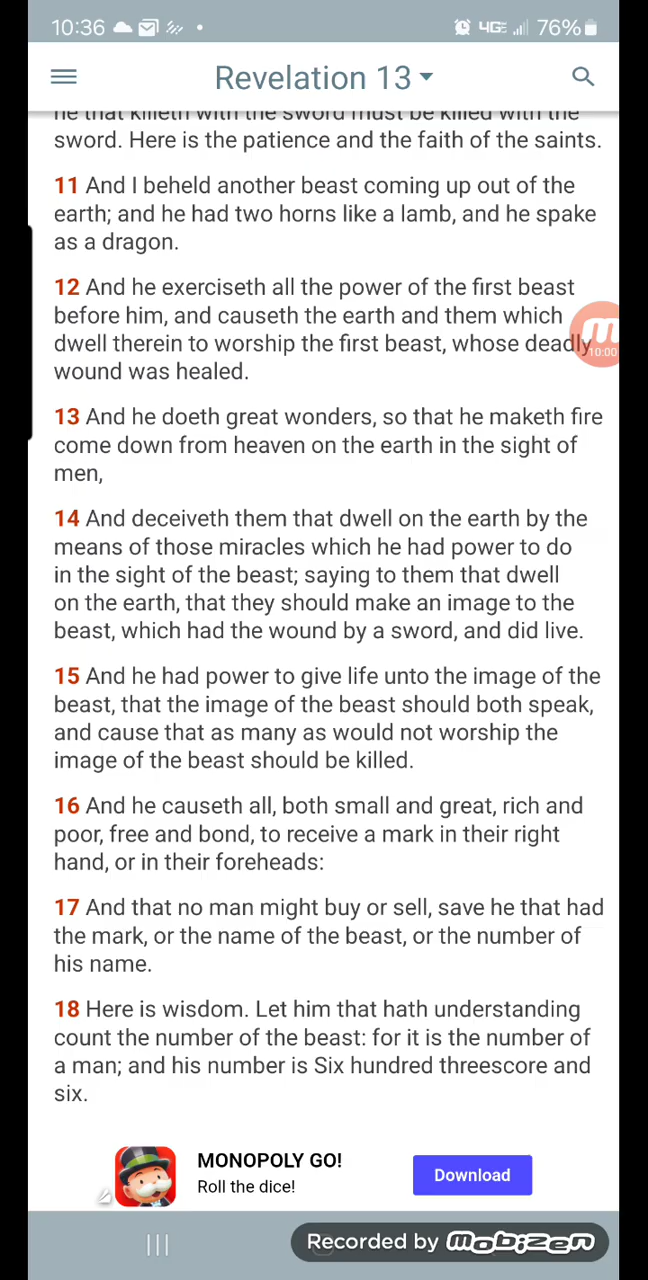 10:36 4GE 76%
Revelation 13
he that killeth with the sword must be killed with the
sword. Here is the patience and the faith of the saints.
11 And I beheld another beast coming up out of the
earth; and he had two horns like a lamb, and he spake
as a dragon.
12 And he exerciseth all the power of the first beast
before him, and causeth the earth and them which
dwell therein to worship the first beast, whose deadly
10:00
wound was healed.
13 And he doeth great wonders, so that he maketh fire
come down from heaven on the earth in the sight of
men,
14 And deceiveth them that dwell on the earth by the
means of those miracles which he had power to do
in the sight of the beast; saying to them that dwell
on the earth, that they should make an image to the
beast, which had the wound by a sword, and did live.
15 And he had power to give life unto the image of the
beast, that the image of the beast should both speak,
and cause that as many as would not worship the
image of the beast should be killed.
16 And he causeth all, both small and great, rich and
poor, free and bond, to receive a mark in their right
hand, or in their foreheads:
17 And that no man might buy or sell, save he that had
the mark, or the name of the beast, or the number of
his name.
18 Here is wisdom. Let him that hath understanding
count the number of the beast: for it is the number of
a man; and his number is Six hundred threescore and
six.
MONOPOLY GO!
Roll the dice!
Download
Recorded by mobizen